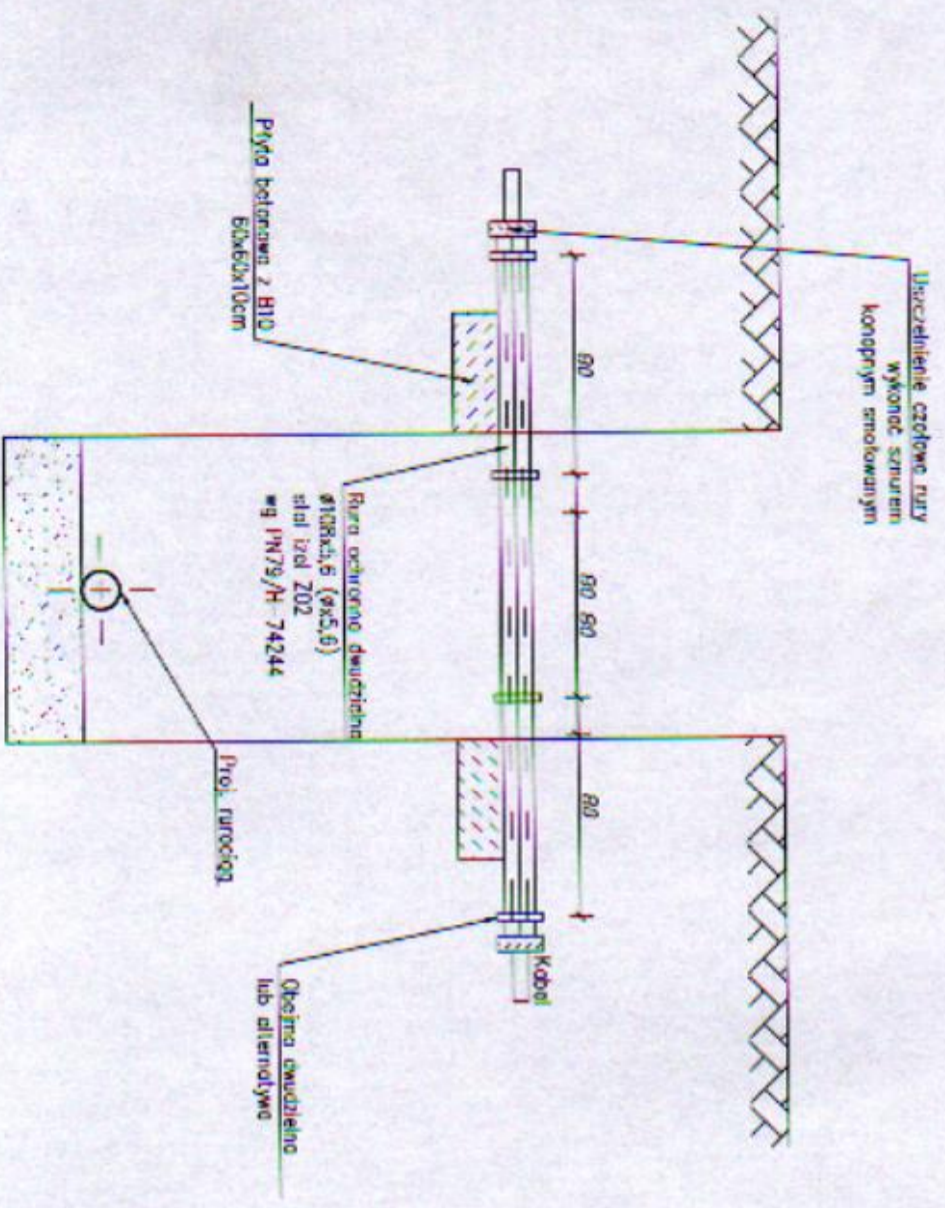 Uszczelnienie czołowe rury
wykonać sznurem
konopnym smołowanym
80
80 80
80
Kabel
Płyta betonowa z B10
60x60x10cm
Rura ochronna dwudzielna
ø108x5,6 (øx5,6)
stal izol Z02
wg PN79/H-74244
Proj. rurociąg
Obejma dwudzielna
lub alternatywa